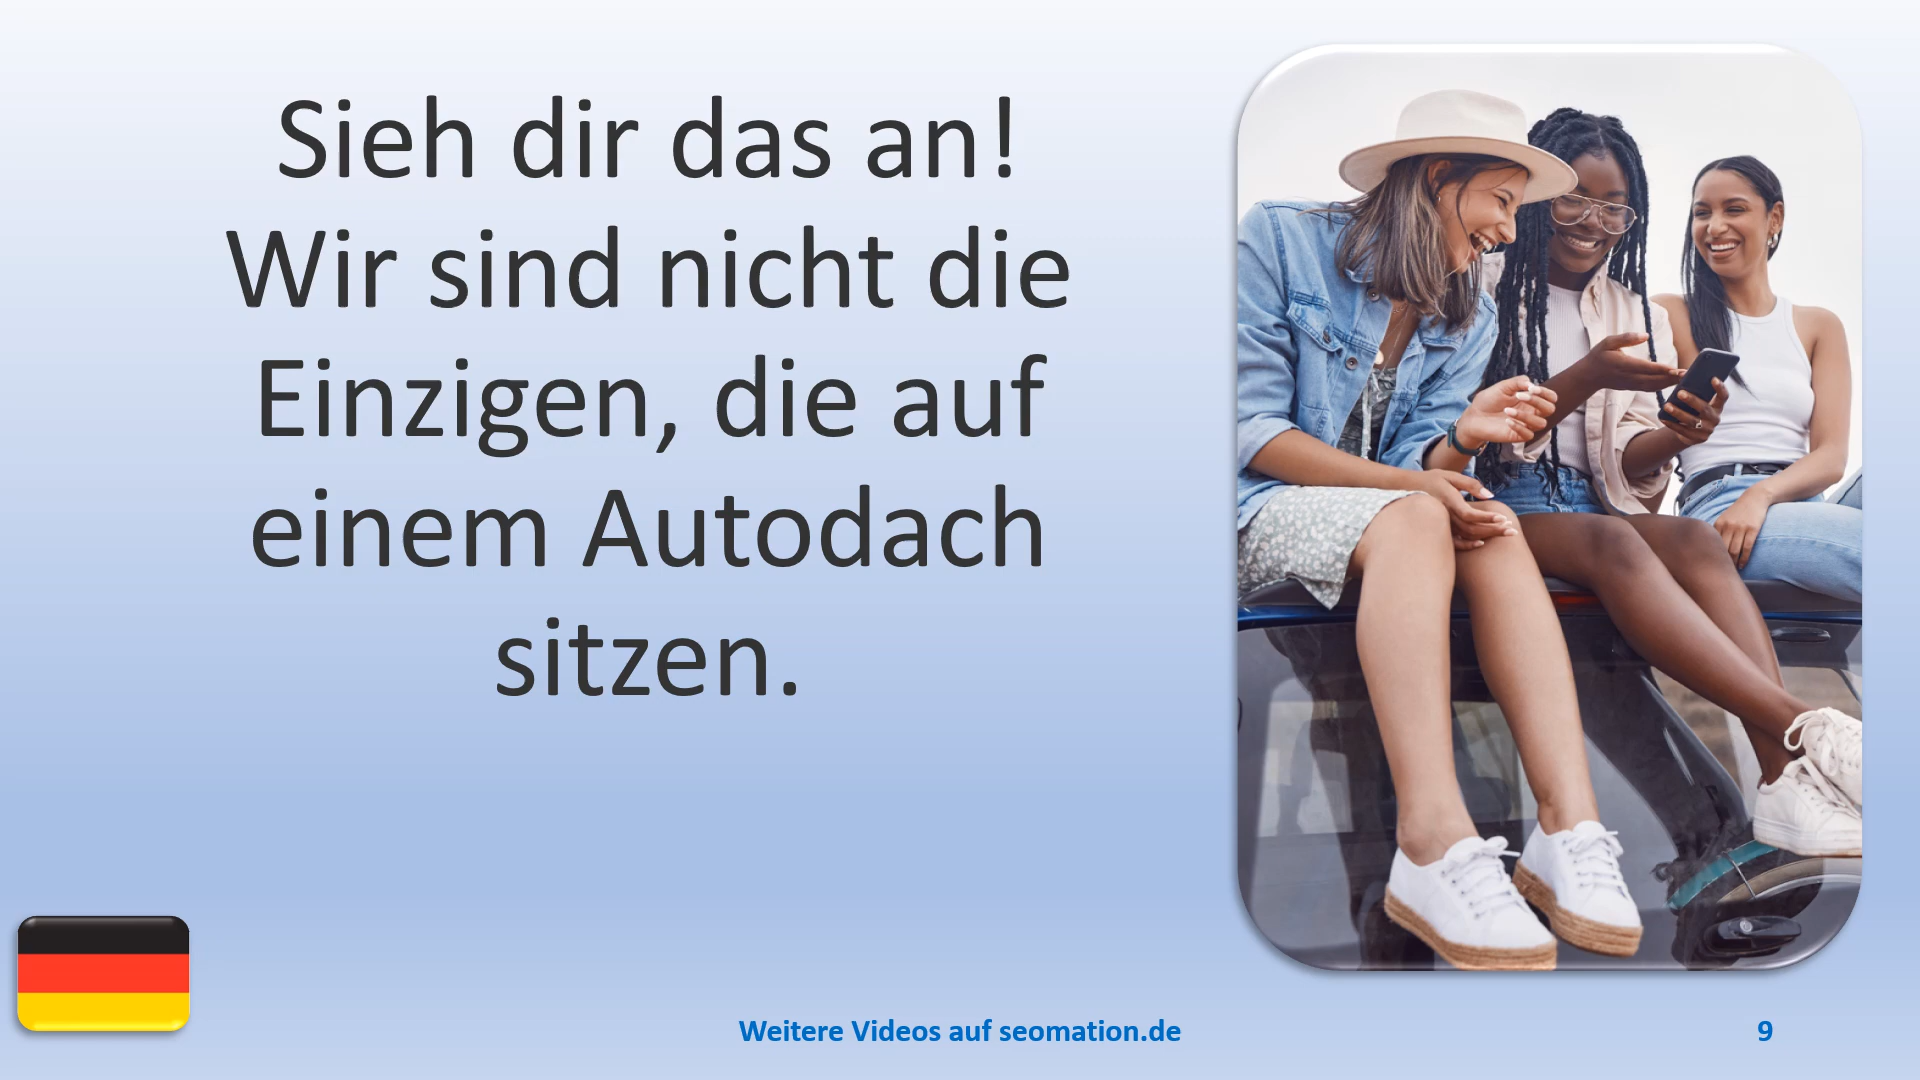 Sieh dir das an!
Wir sind nicht die
Einzigen, die auf
einem Autodach
sitzen.
Weitere Videos auf seomation.de
9